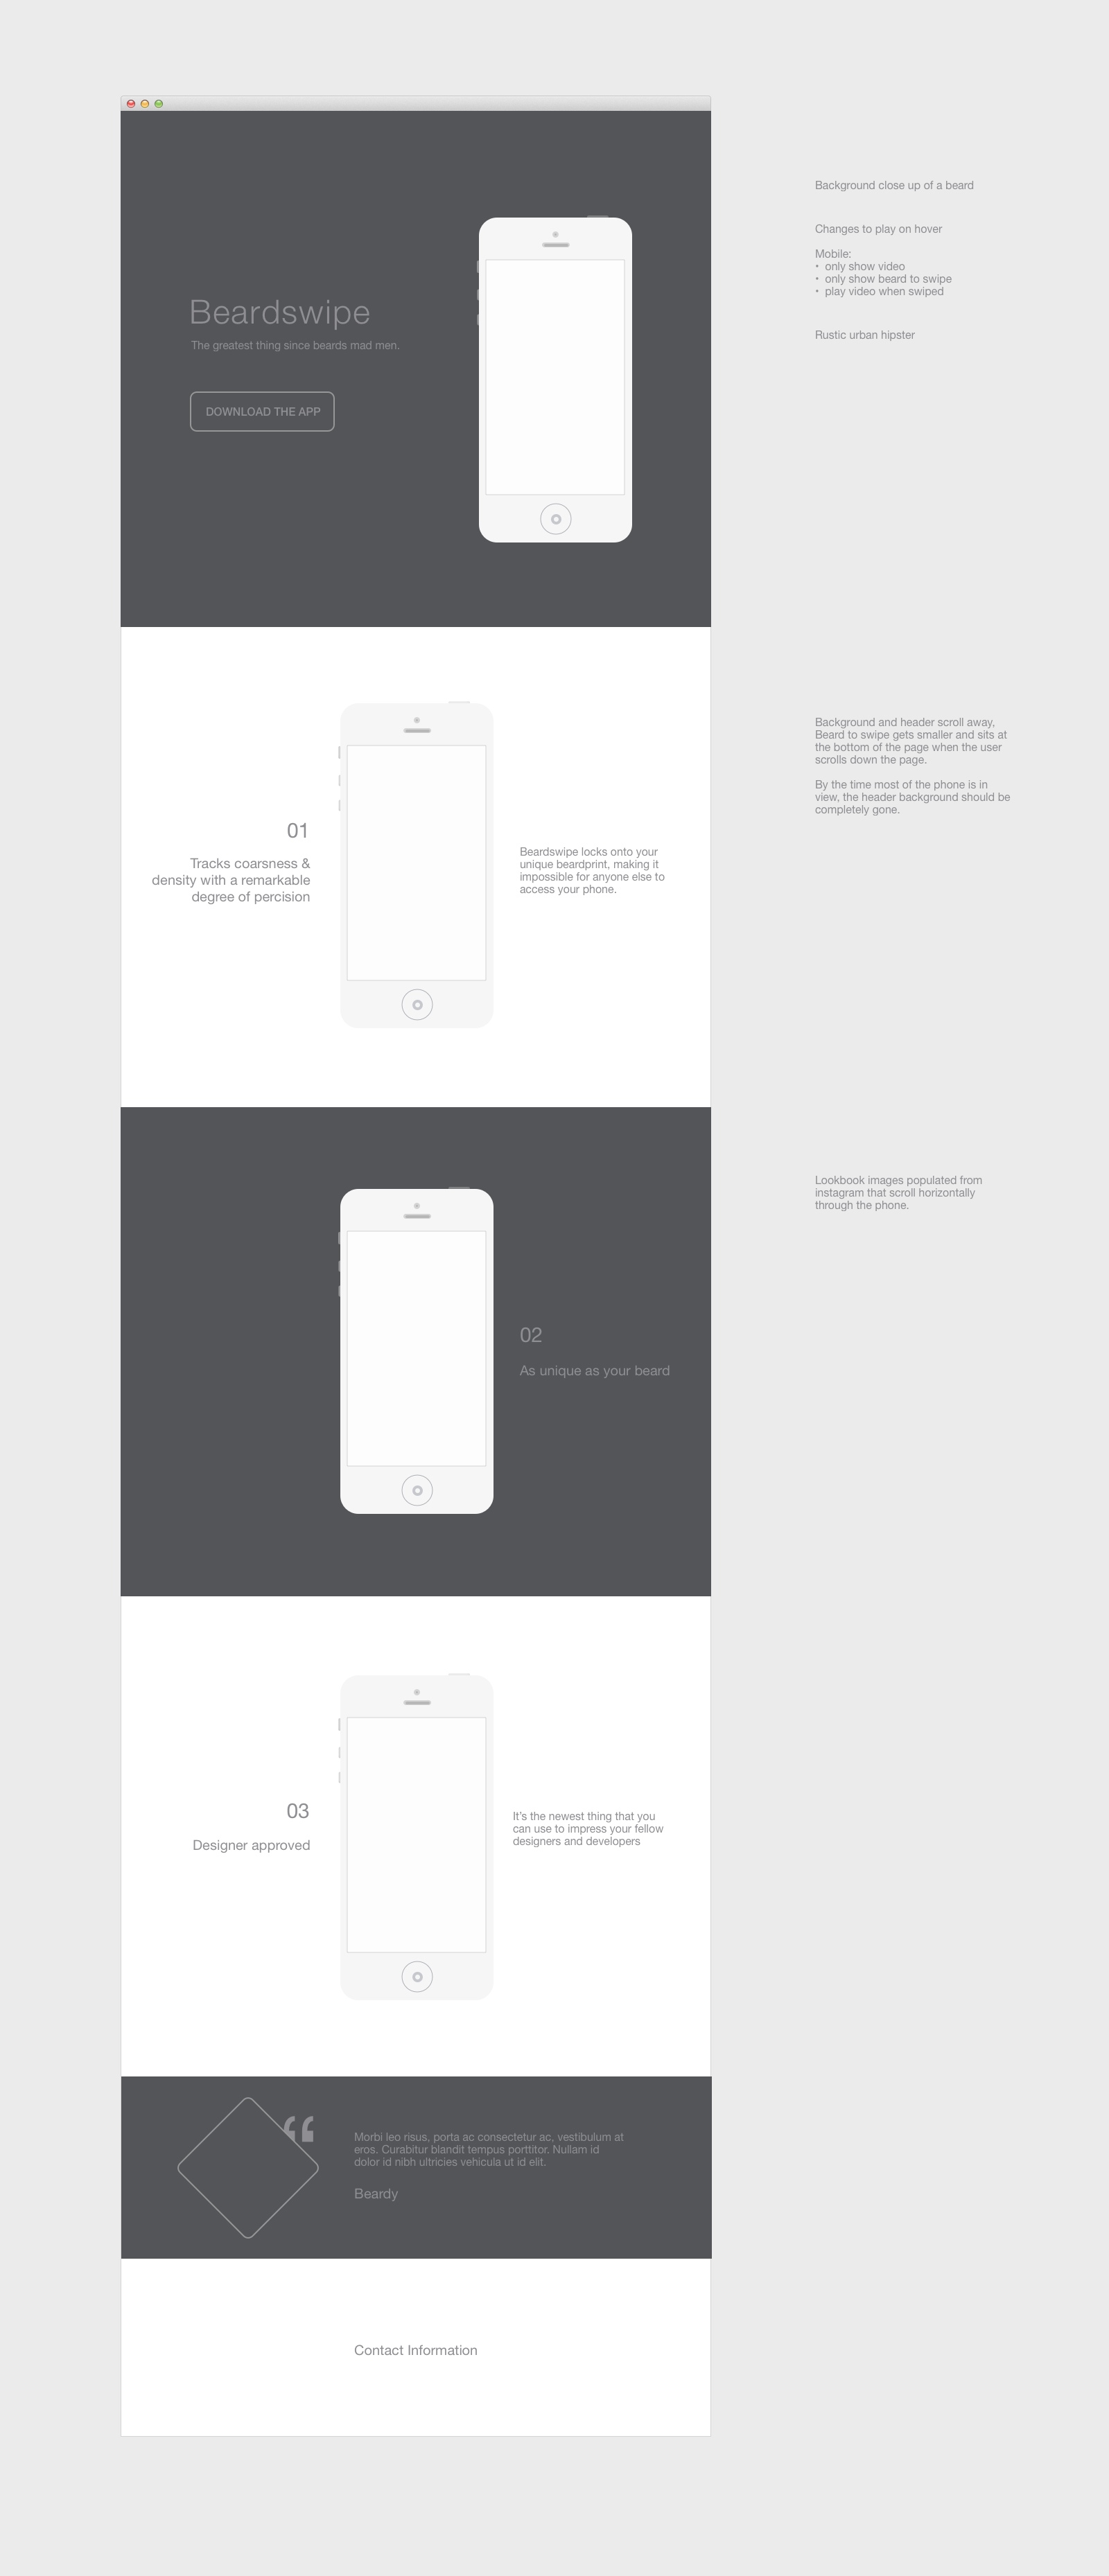 Background close up of a beard
Changes to play on hover
Mobile:
• only show video
• only show beard to swipe
• play video when swiped
Rustic urban hipster
Beardswipe
The greatest thing since beards mad men.
DOWNLOAD THE APP
Background and header scroll away,
Beard to swipe gets smaller and sits at
the bottom of the page when the user
scrolls down the page.
By the time most of the phone is in
view, the header background should be
completely gone.
01
Tracks coarsness &
density with a remarkable
degree of percision
Beardswipe locks onto your
unique beardprint, making it
impossible for anyone else to
access your phone.
Lookbook images populated from
instagram that scroll horizontally
through the phone.
02
As unique as your beard
03
Designer approved
It’s the newest thing that you
can use to impress your fellow
designers and developers
“
Morbi leo risus, porta ac consectetur ac, vestibulum at
eros. Curabitur blandit tempus porttitor. Nullam id
dolor id nibh ultricies vehicula ut id elit.
Beardy
Contact Information